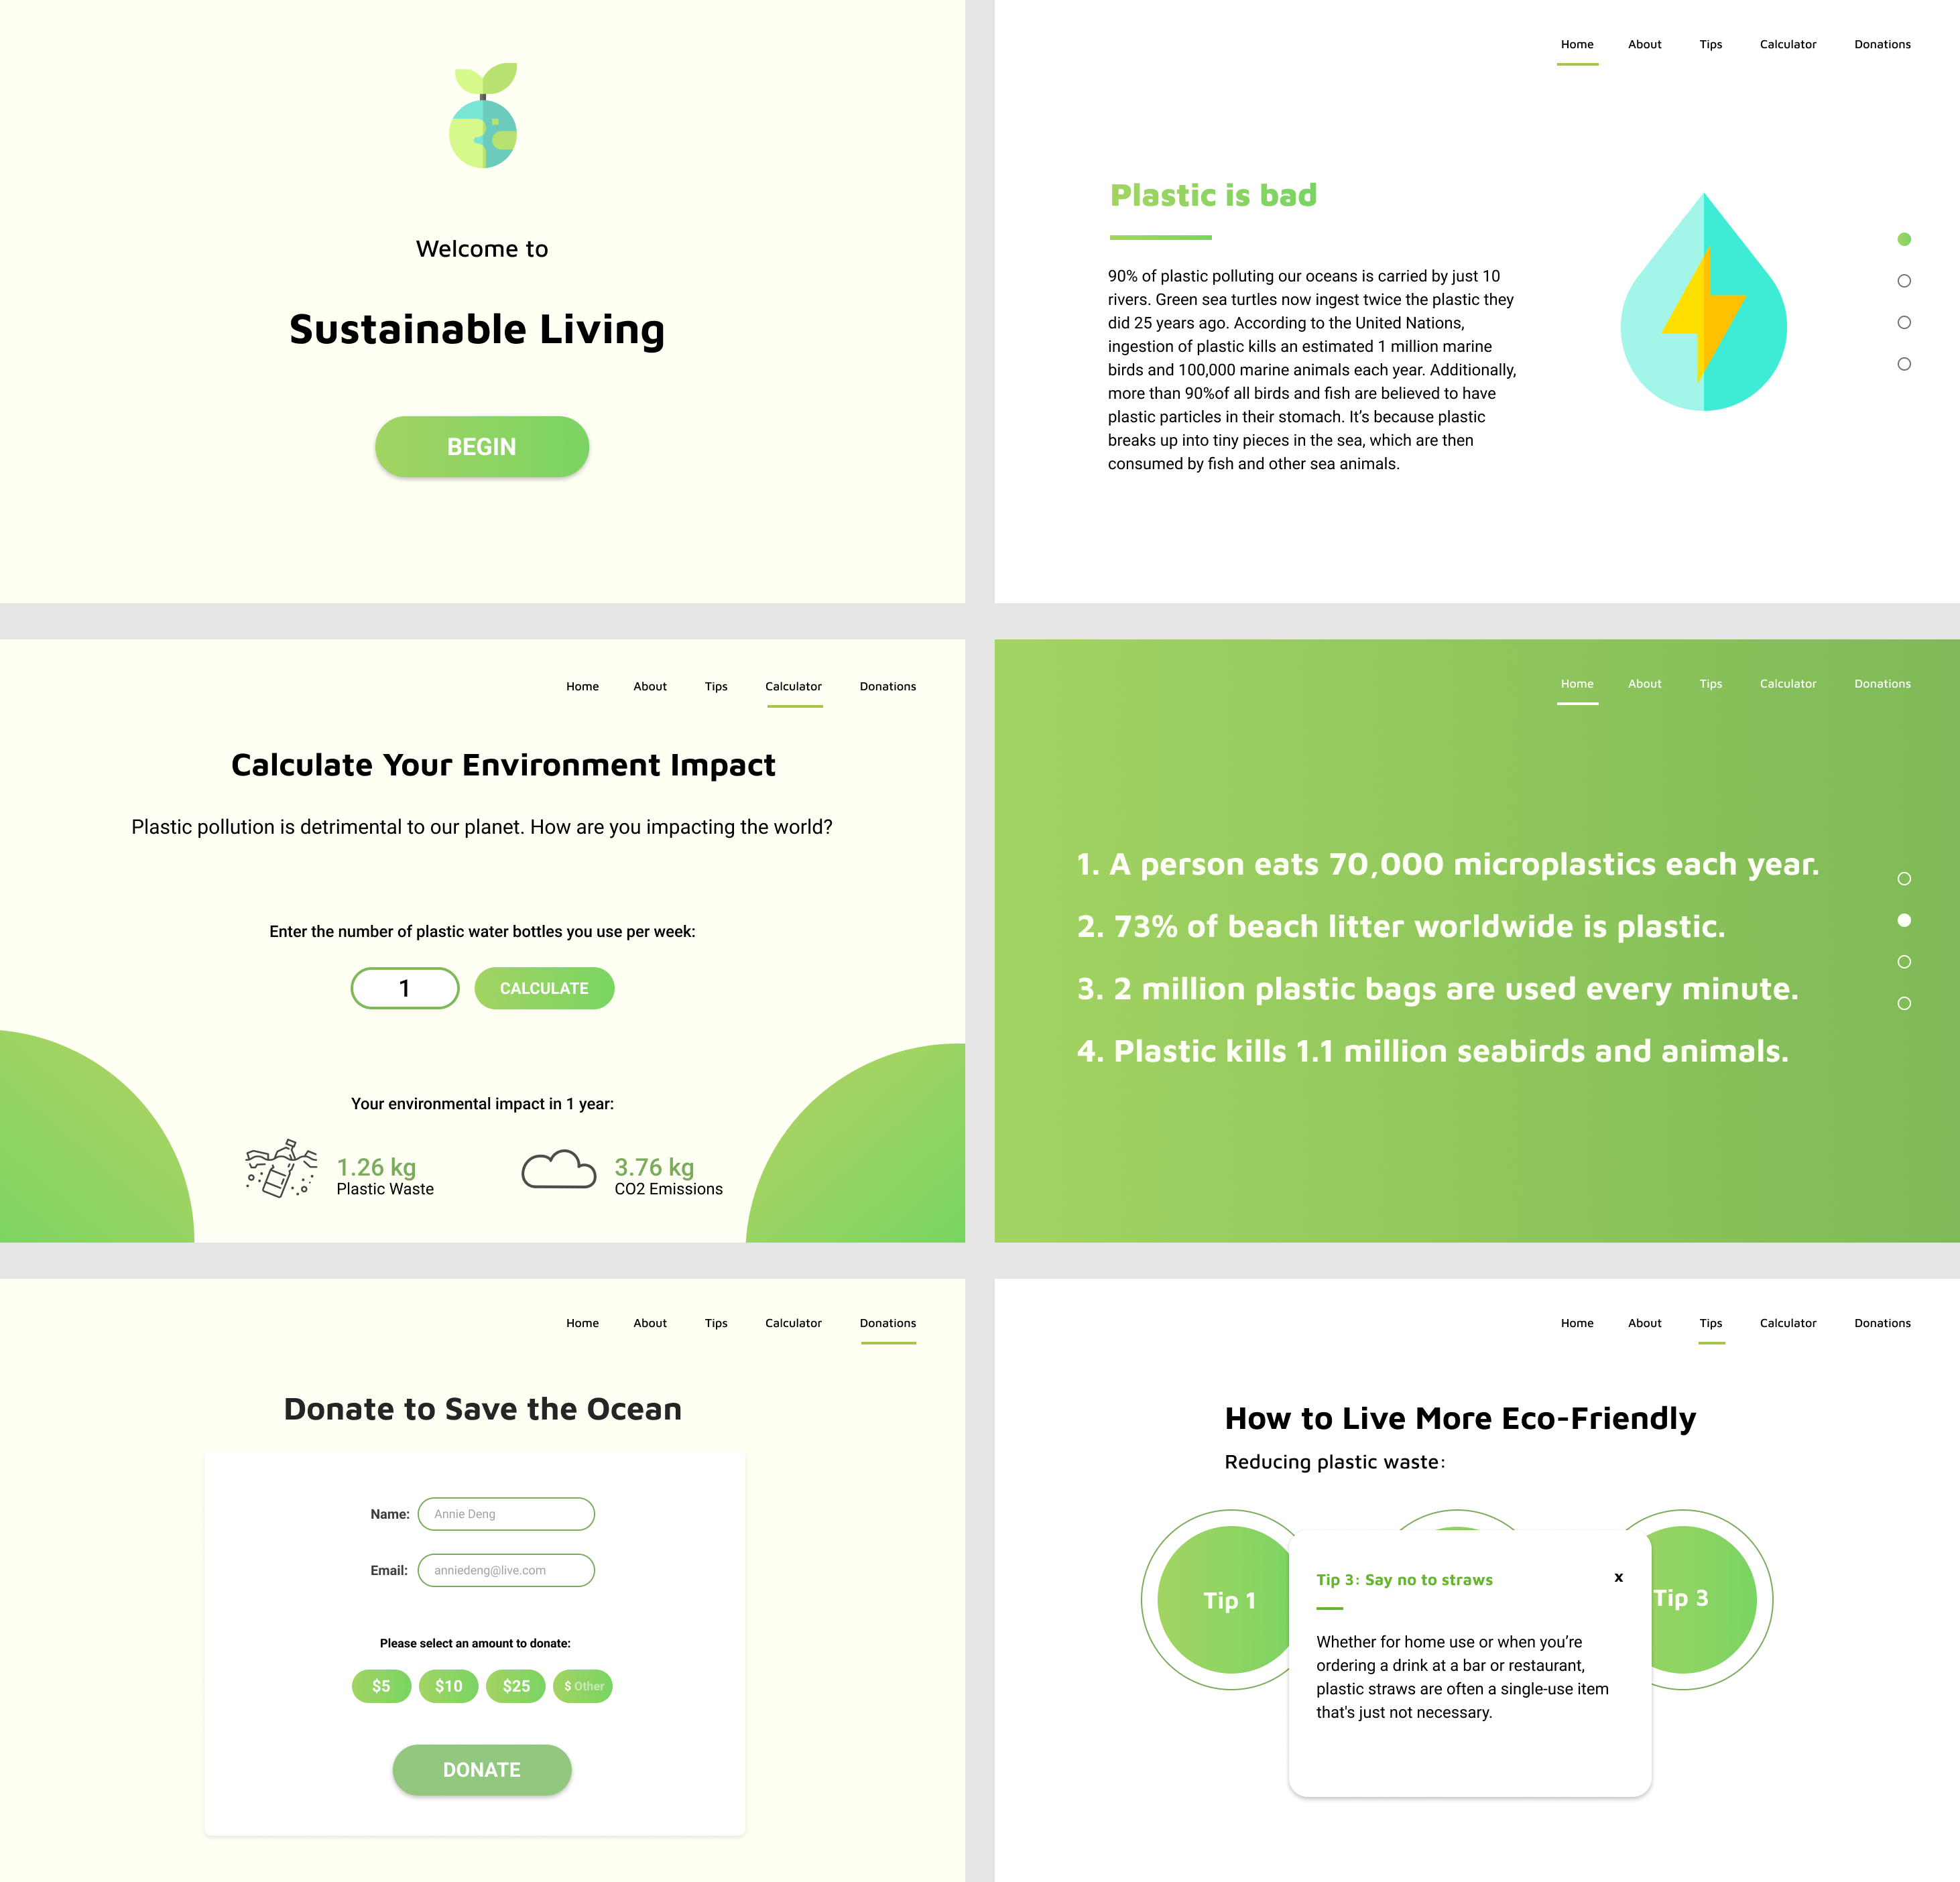 Welcome to
Sustainable Living
BEGIN
Home About Tips Calculator Donations
Plastic is bad
90% of plastic polluting our oceans is carried by just 10
rivers. Green sea turtles now ingest twice the plastic they
did 25 years ago. According to the United Nations,
ingestion of plastic kills an estimated 1 million marine
birds and 100,000 marine animals each year. Additionally,
more than 90%of all birds and fish are believed to have
plastic particles in their stomach. It’s because plastic
breaks up into tiny pieces in the sea, which are then
consumed by fish and other sea animals.
Home About Tips Calculator Donations
Calculate Your Environment Impact
Plastic pollution is detrimental to our planet. How are you impacting the world?
Enter the number of plastic water bottles you use per week:
1 CALCULATE
Your environmental impact in 1 year:
1.26 kg
Plastic Waste
3.76 kg
CO2 Emissions
Home About Tips Calculator Donations
1. A person eats 70,000 microplastics each year.
2. 73% of beach litter worldwide is plastic.
3. 2 million plastic bags are used every minute.
4. Plastic kills 1.1 million seabirds and animals.
Home About Tips Calculator Donations
Donate to Save the Ocean
Name: Annie Deng
Email: anniedeng@live.com
Please select an amount to donate:
$5 $10 $25 $ Other
DONATE
Home About Tips Calculator Donations
How to Live More Eco-Friendly
Reducing plastic waste:
Tip 1
Tip 3: Say no to straws
x
Whether for home use or when you’re
ordering a drink at a bar or restaurant,
plastic straws are often a single-use item
that's just not necessary.
Tip 3